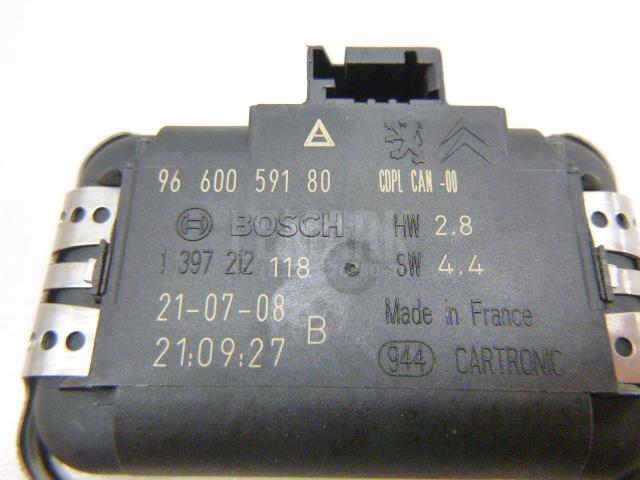 96 600 591 80
CDPL CAN -00
BOSCH
HW 2.8
1 397 212 118
SW 4.4
21-07-08
B
Made in France
21:09:27
944 CARTRONIC